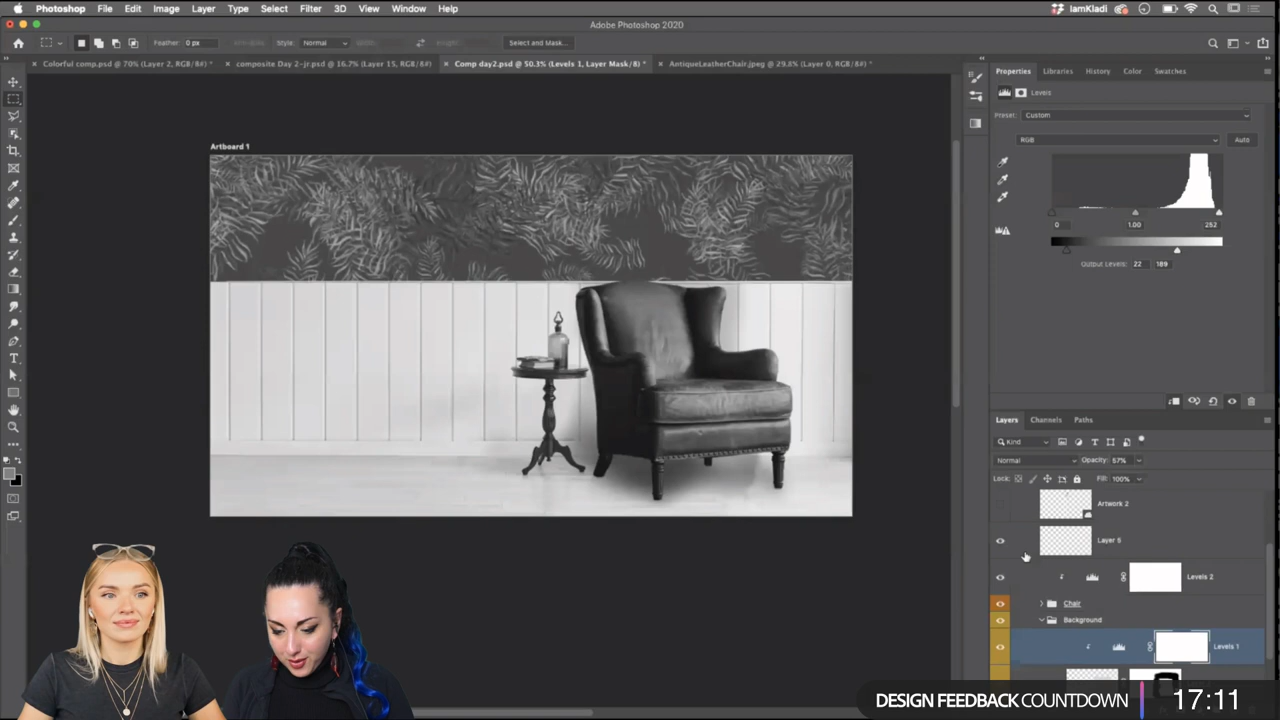 Photoshop File Edit Image Layer Type Select Filter 3D View Window Help IamKladi
Adobe Photoshop 2020
Feather: 0 px Style: Normal Select and Mask...
Colorful comp.psd @ 70% (Layer 2, RGB/8#) * composite Day 2-jr.psd @ 16.7% (Layer 15, RGB/8#) Comp day2.psd @ 50.3% (Levels 1, Layer Mask/8) * AntiqueLeatherChair.jpeg @ 29.8% (Layer 0, RGB/8#) *
Properties Libraries History Color Swatches
Levels
Preset: Custom
RGB Auto
Artboard 1
0 1.00 252
Output Levels: 22 189
Layers Channels Paths
Kind
Normal Opacity: 57%
Lock: Fill: 100%
Artwork 2
Layer 5
Levels 2
Chair
Background
Levels 1
DESIGN FEEDBACK COUNTDOWN 17:11